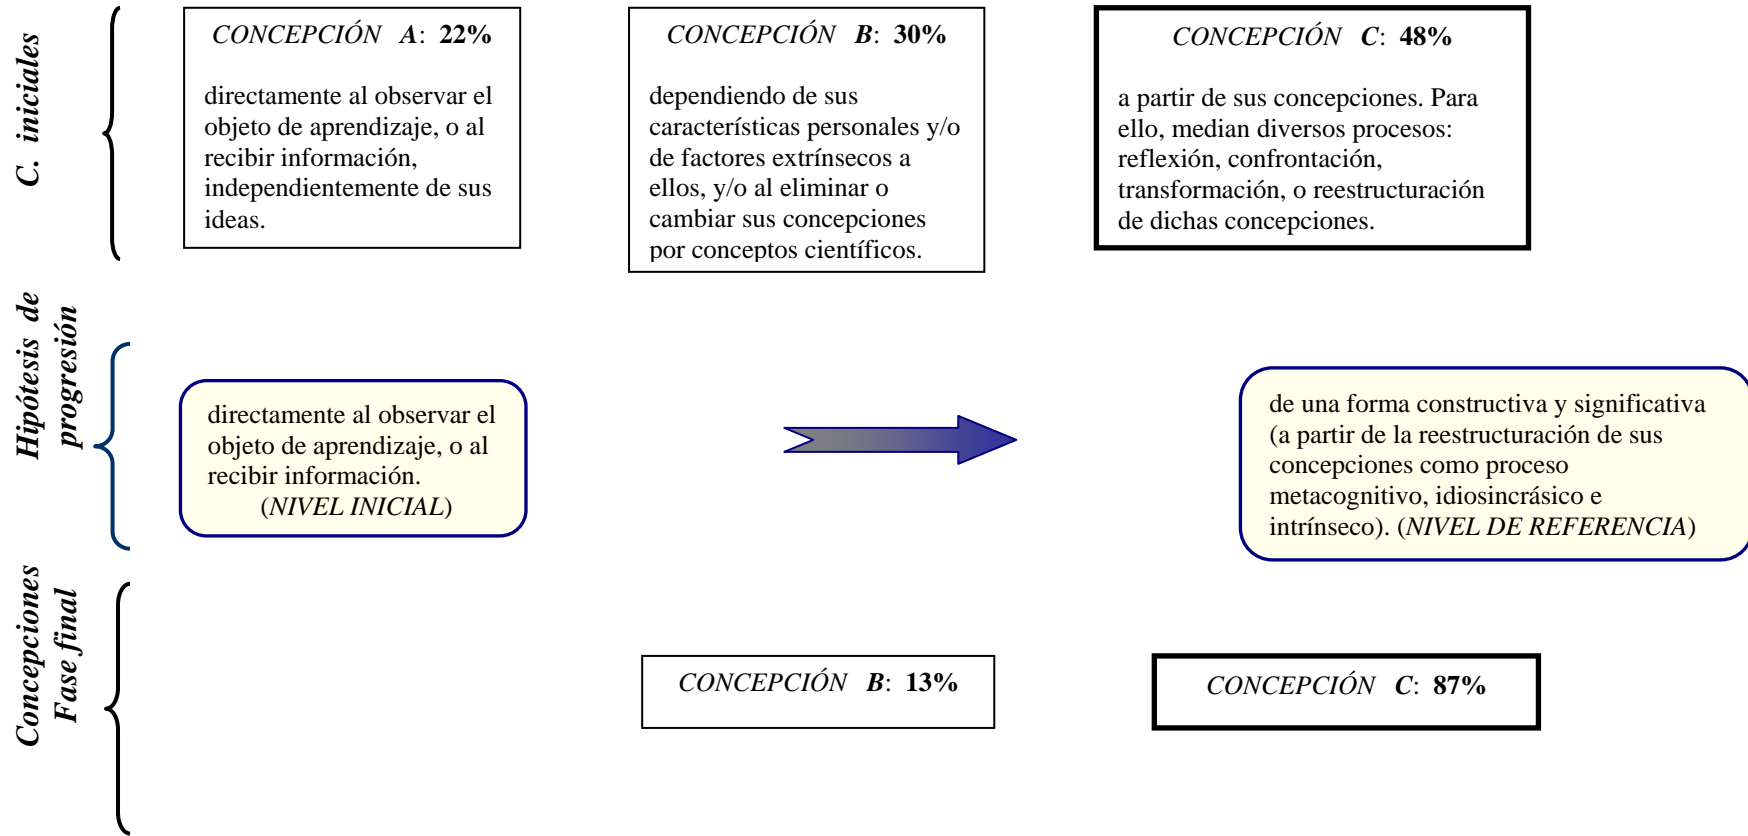 C. iniciales
CONCEPCIÓN A: 22%
directamente al observar el
objeto de aprendizaje, o al
recibir información,
independientemente de sus
ideas.
CONCEPCIÓN B: 30%
dependiendo de sus
características personales y/o
de factores extrínsecos a
ellos, y/o al eliminar o
cambiar sus concepciones
por conceptos científicos.
CONCEPCIÓN C: 48%
a partir de sus concepciones. Para
ello, median diversos procesos:
reflexión, confrontación,
transformación, o reestructuración
de dichas concepciones.
Hipótesis de
progresión
directamente al observar el
objeto de aprendizaje, o al
recibir información.
(NIVEL INICIAL)
de una forma constructiva y significativa
(a partir de la reestructuración de sus
concepciones como proceso
metacognitivo, idiosincrásico e
intrínseco). (NIVEL DE REFERENCIA)
Concepciones
Fase final
CONCEPCIÓN B: 13%
CONCEPCIÓN C: 87%